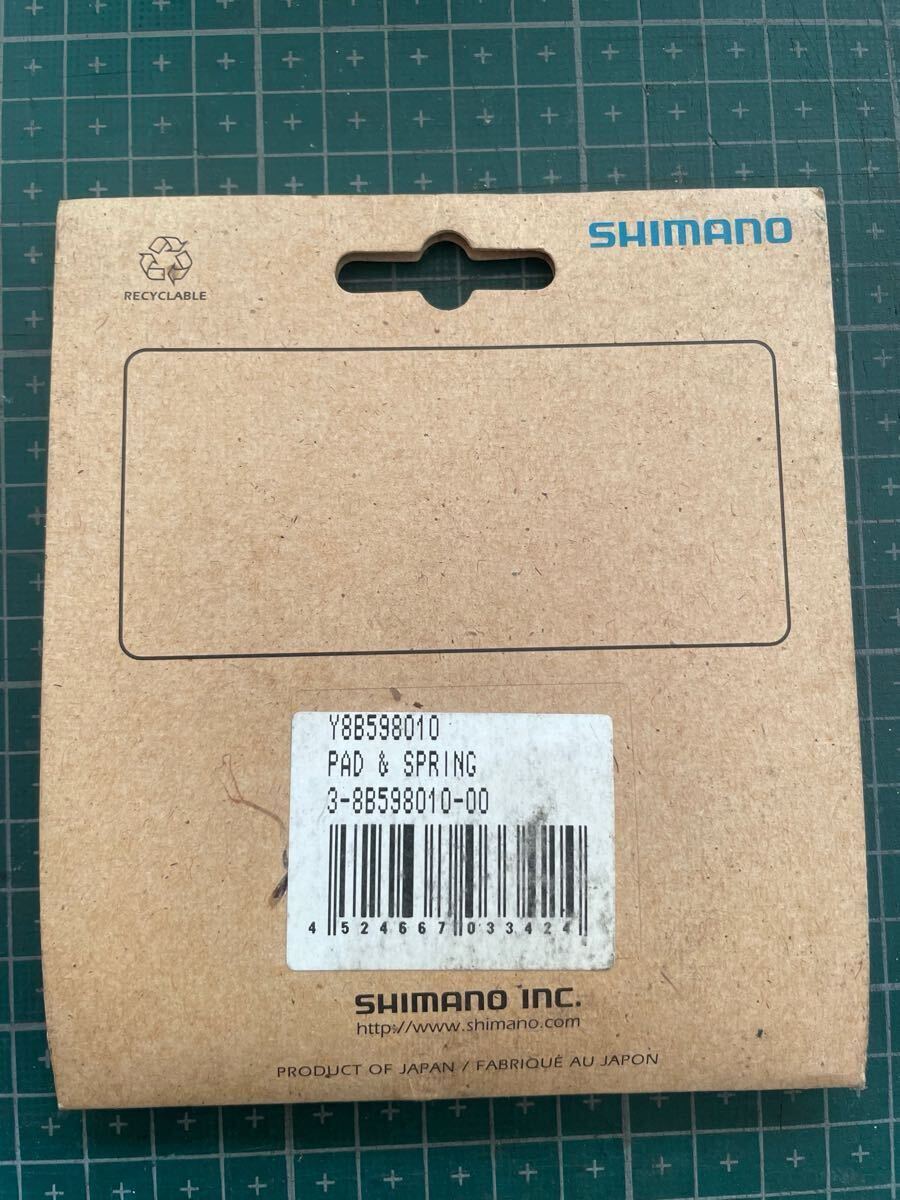 SHIMANO
RECYCLABLE
Y8B598010
PAD & SPRING
3-8B598010-00
4 524667 033424
SHIMANO INC.
http://www.shimano.com
PRODUCT OF JAPAN / FABRIQUÉ AU JAPON